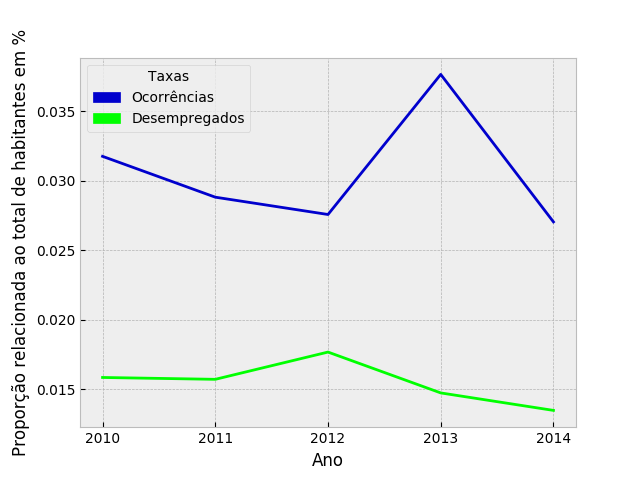 Proporção relacionada ao total de habitantes em %
Taxas
Ocorrências
Desempregados
0.035
0.030
0.025
0.020
0.015
2010 2011 2012 2013 2014
Ano